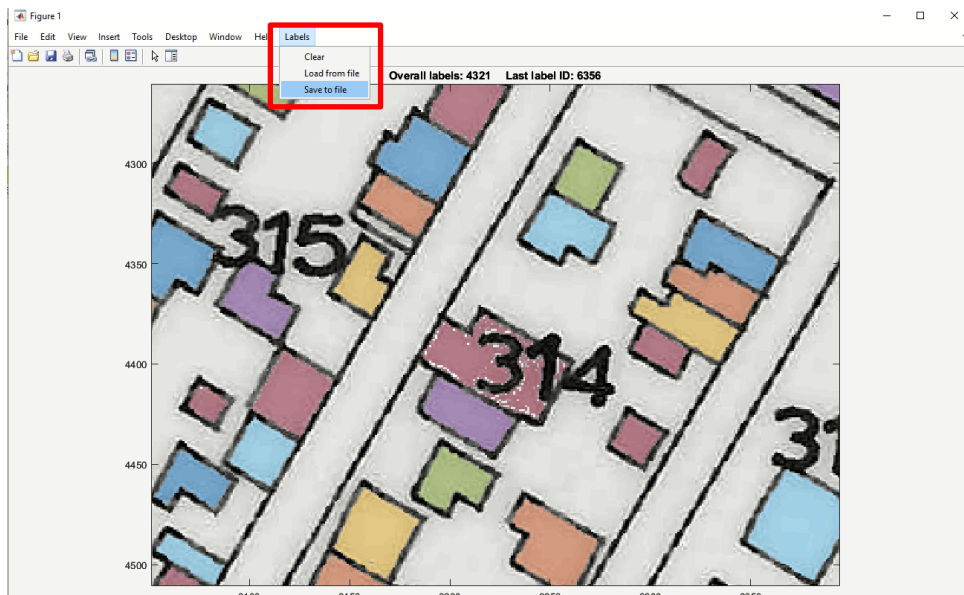 Figure 1
File Edit View Insert Tools Desktop Window Hel Labels
Clear
Load from file
Save to file
Overall labels: 4321 Last label ID: 6356
4300
315
4350
314
4400
31
4450
4500